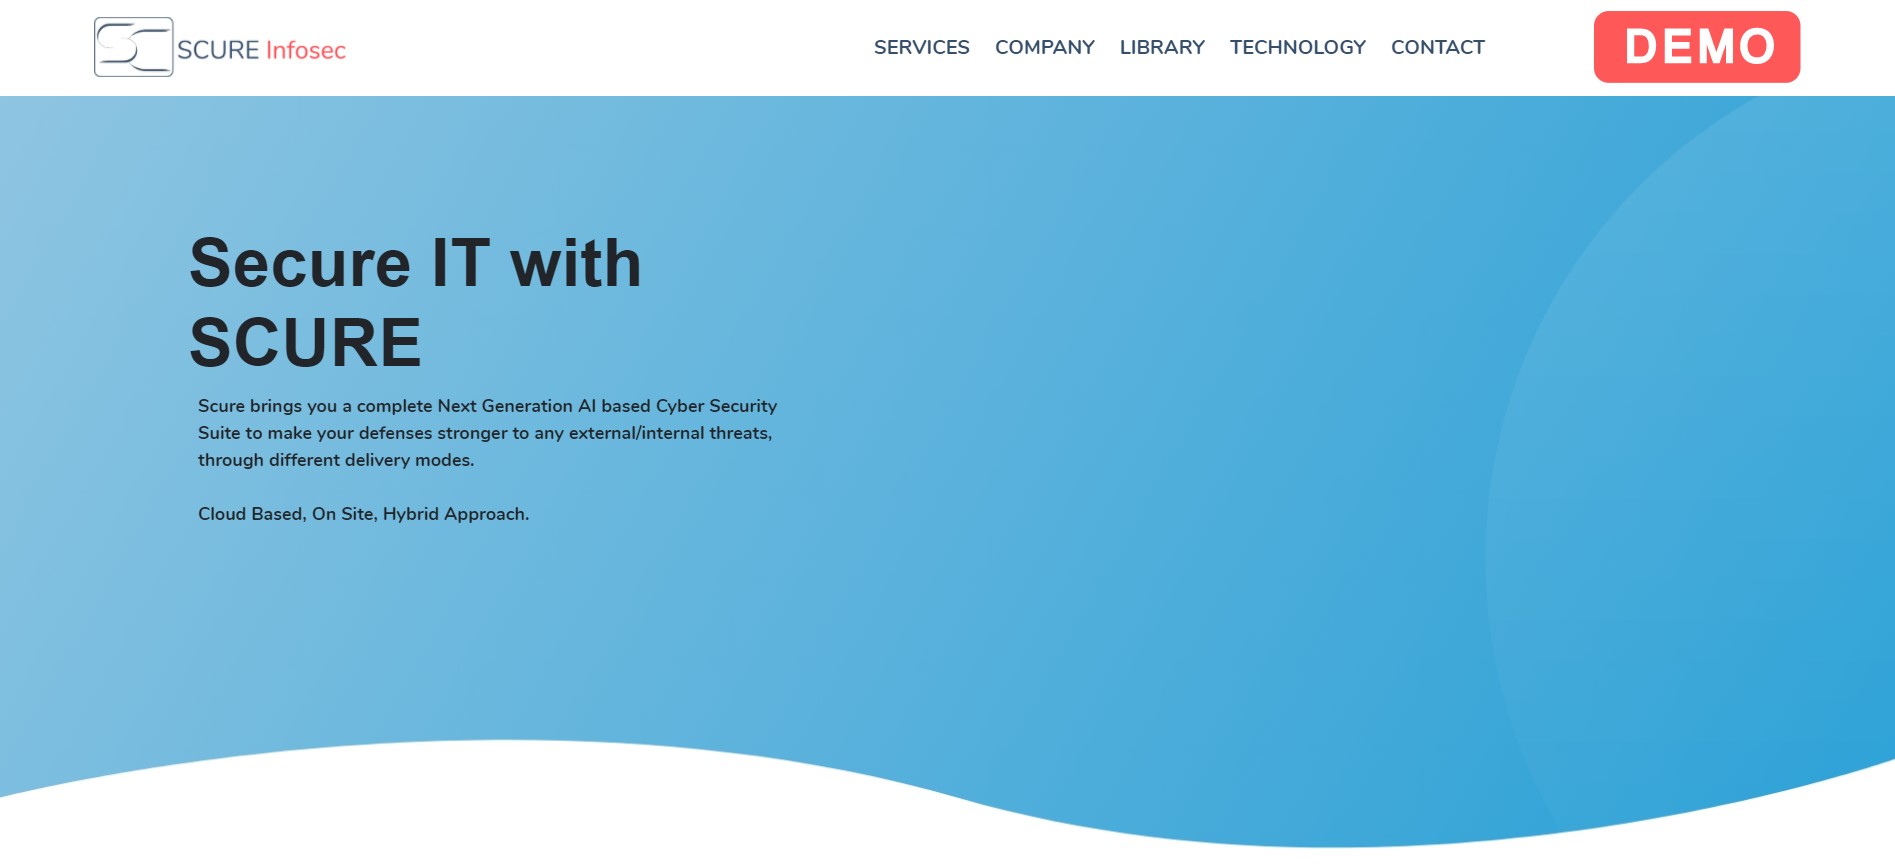 SC SCURE Infosec
SERVICES COMPANY LIBRARY TECHNOLOGY CONTACT
DEMO
Secure IT with
SCURE
Scure brings you a complete Next Generation AI based Cyber Security
Suite to make your defenses stronger to any external/internal threats,
through different delivery modes.
Cloud Based, On Site, Hybrid Approach.